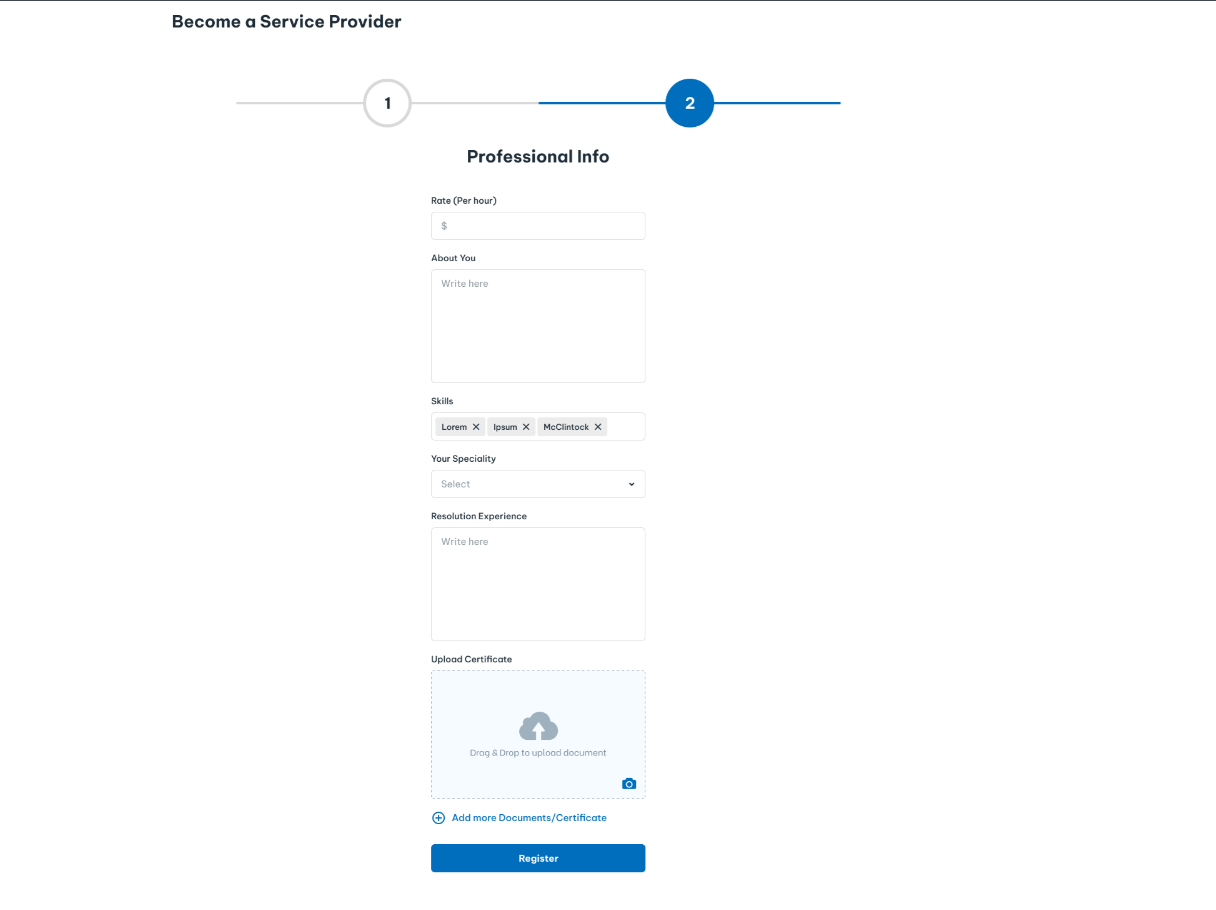 Become a Service Provider
1
2
Professional Info
Rate (Per hour)
$
About You
Write here
Skills
Lorem
Ipsum
McClintock
Your Speciality
Select
Resolution Experience
Write here
Upload Certificate
Drag & Drop to upload document
Add more Documents/Certificate
Register